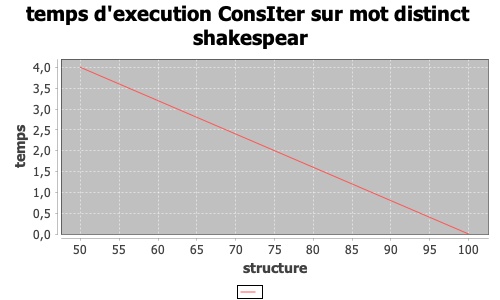 temps d'execution ConsIter sur mot distinct
shakespear
4,0
3,5
3,0
2,5
2,0
1,5
1,0
0,5
0,0
temps
50 55 60 65 70 75 80 85 90 95 100
structure